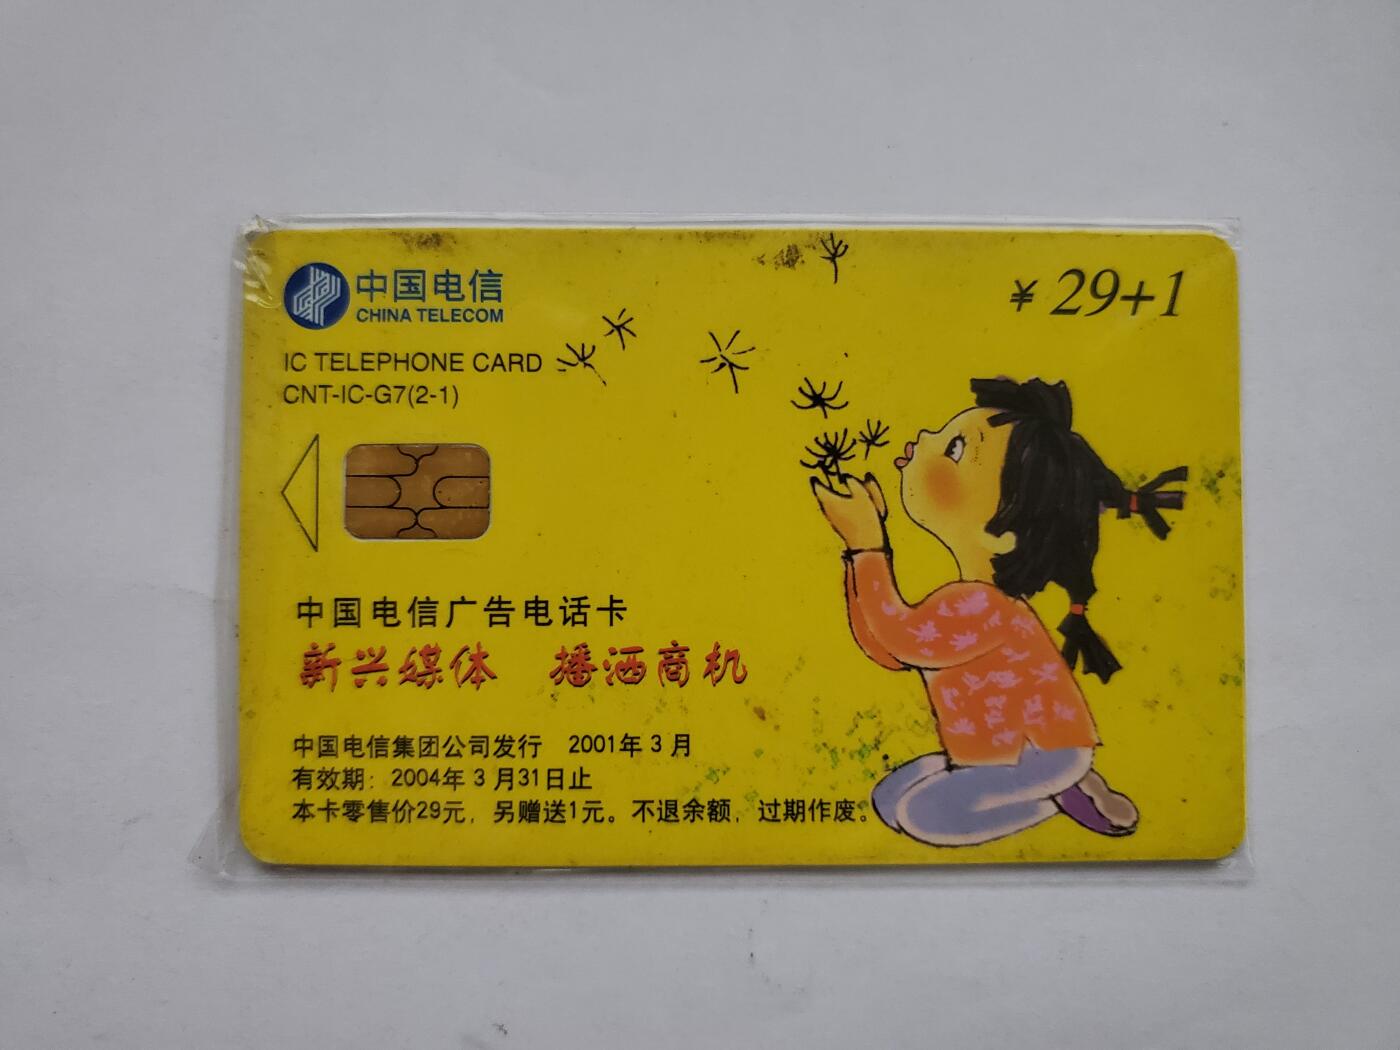 中国电信
CHINA TELECOM
¥ 29+1
IC TELEPHONE CARD
CNT-IC-G7(2-1)
中国电信广告电话卡
新兴媒体 播洒商机
中国电信集团公司发行 2001年3月
有效期：2004年3月31日止
本卡零售价29元，另赠送1元。不退余额，过期作废。